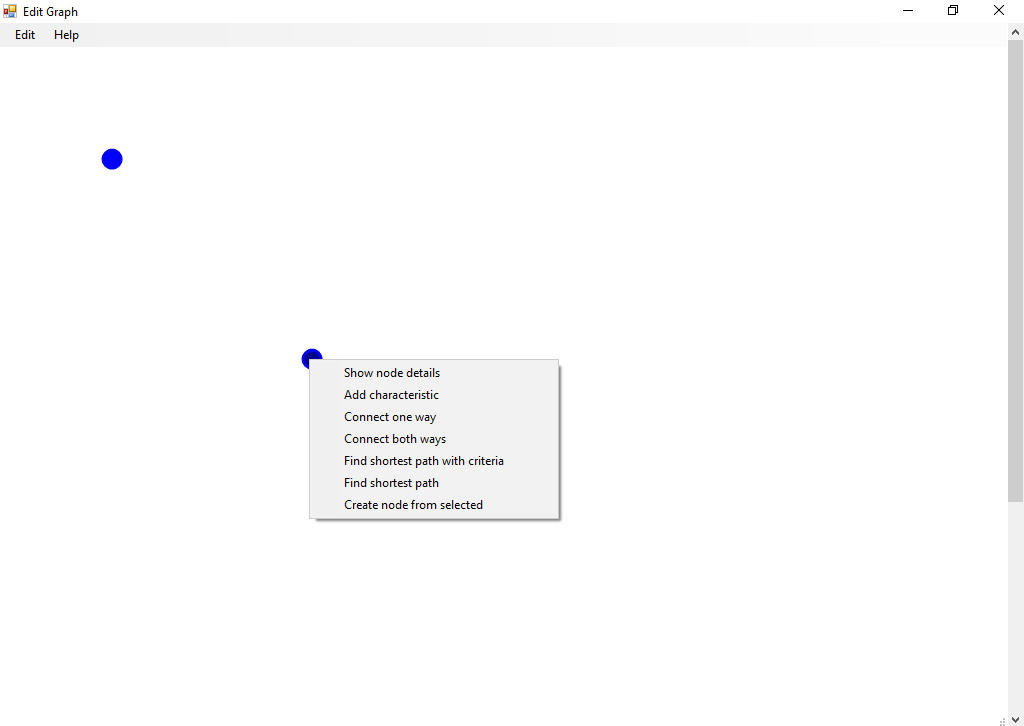 Edit Graph
Edit Help
Show node details
Add characteristic
Connect one way
Connect both ways
Find shortest path with criteria
Find shortest path
Create node from selected